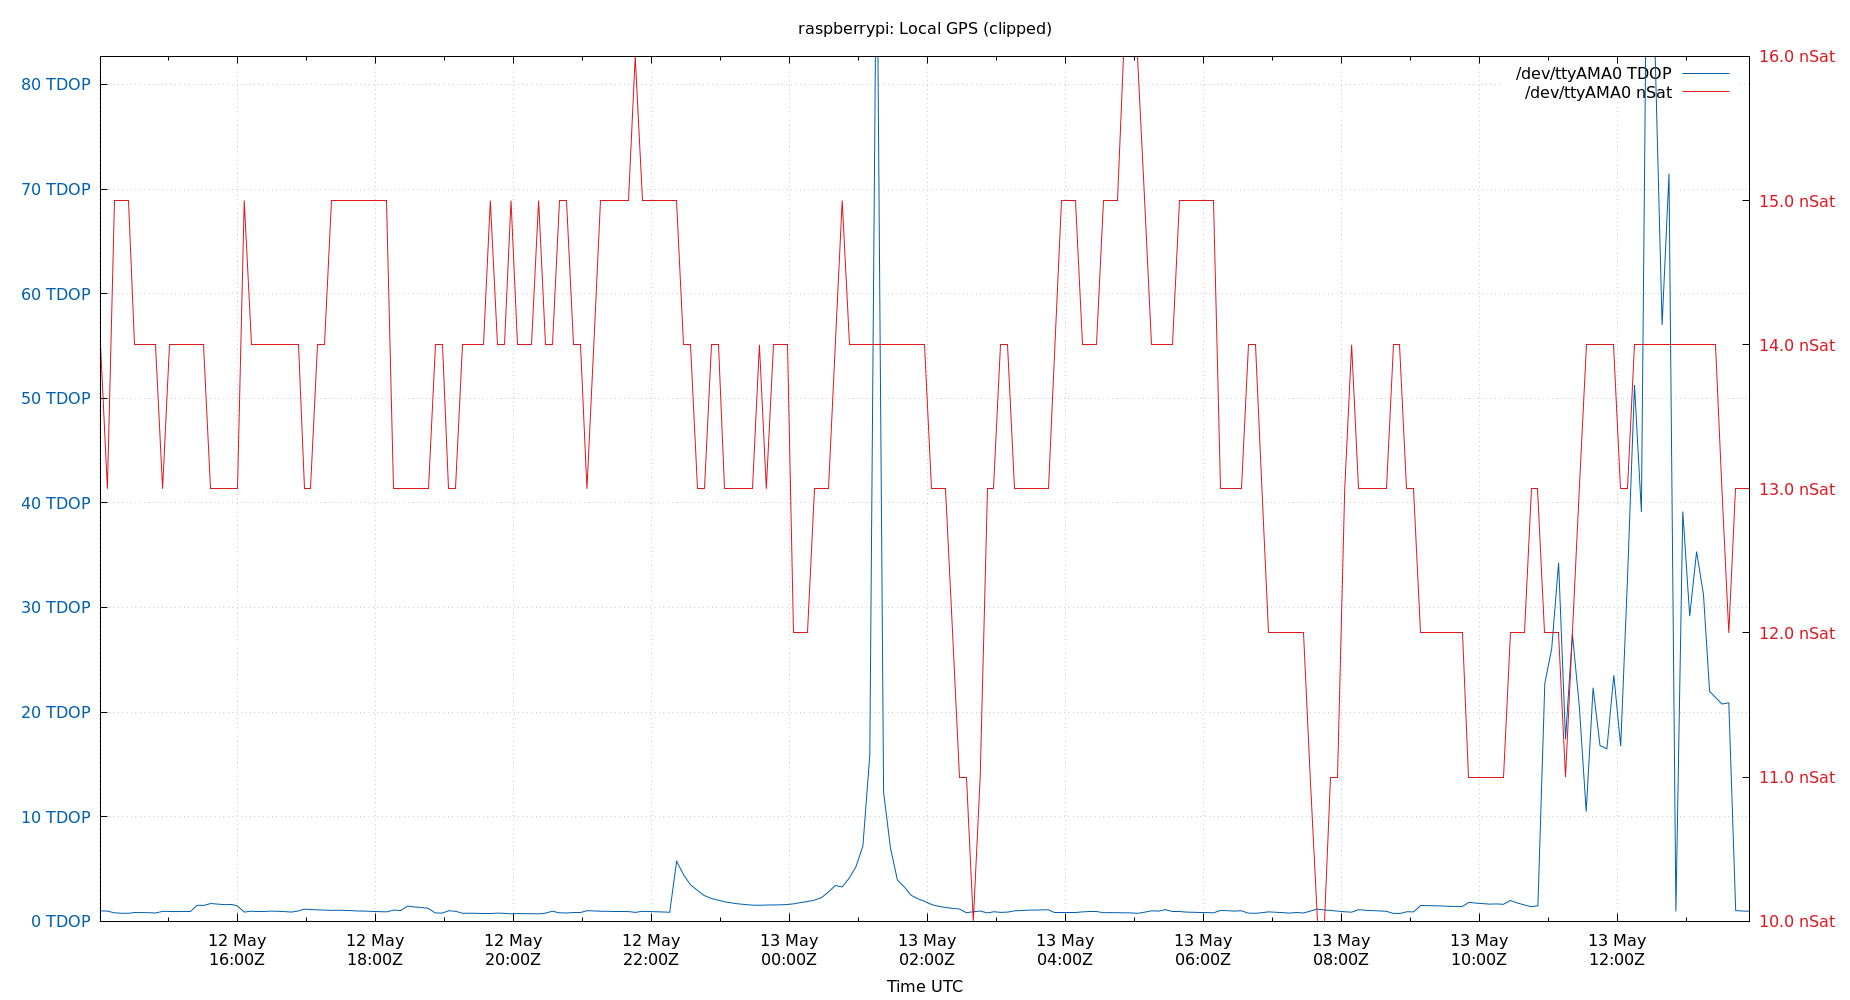 raspberrypi: Local GPS (clipped)
16.0 nSat
80 TDOP
/dev/ttyAMA0 TDOP
/dev/ttyAMA0 nSat
70 TDOP
15.0 nSat
60 TDOP
14.0 nSat
50 TDOP
40 TDOP
13.0 nSat
30 TDOP
12.0 nSat
20 TDOP
11.0 nSat
10 TDOP
0 TDOP
10.0 nSat
12 May
16:00Z
12 May
18:00Z
12 May
20:00Z
12 May
22:00Z
13 May
00:00Z
13 May
02:00Z
13 May
04:00Z
13 May
06:00Z
13 May
08:00Z
13 May
10:00Z
13 May
12:00Z
Time UTC